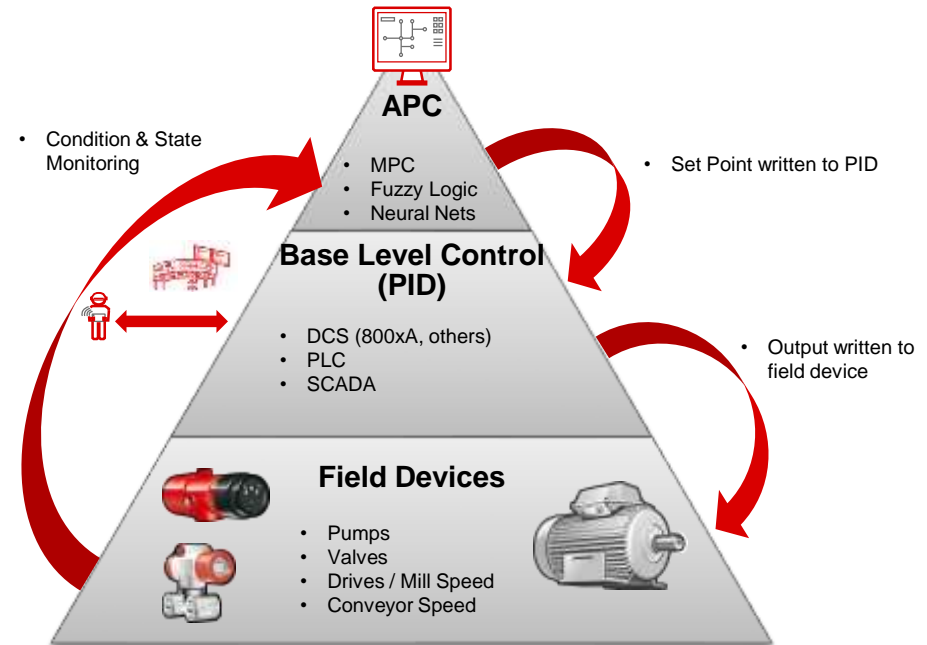 APC
• Condition & State
Monitoring
• MPC
• Fuzzy Logic
• Neural Nets
• Set Point written to PID
Base Level Control
(PID)
• DCS (800xA, others)
• PLC
• SCADA
• Output written to
field device
Field Devices
• Pumps
• Valves
• Drives / Mill Speed
• Conveyor Speed